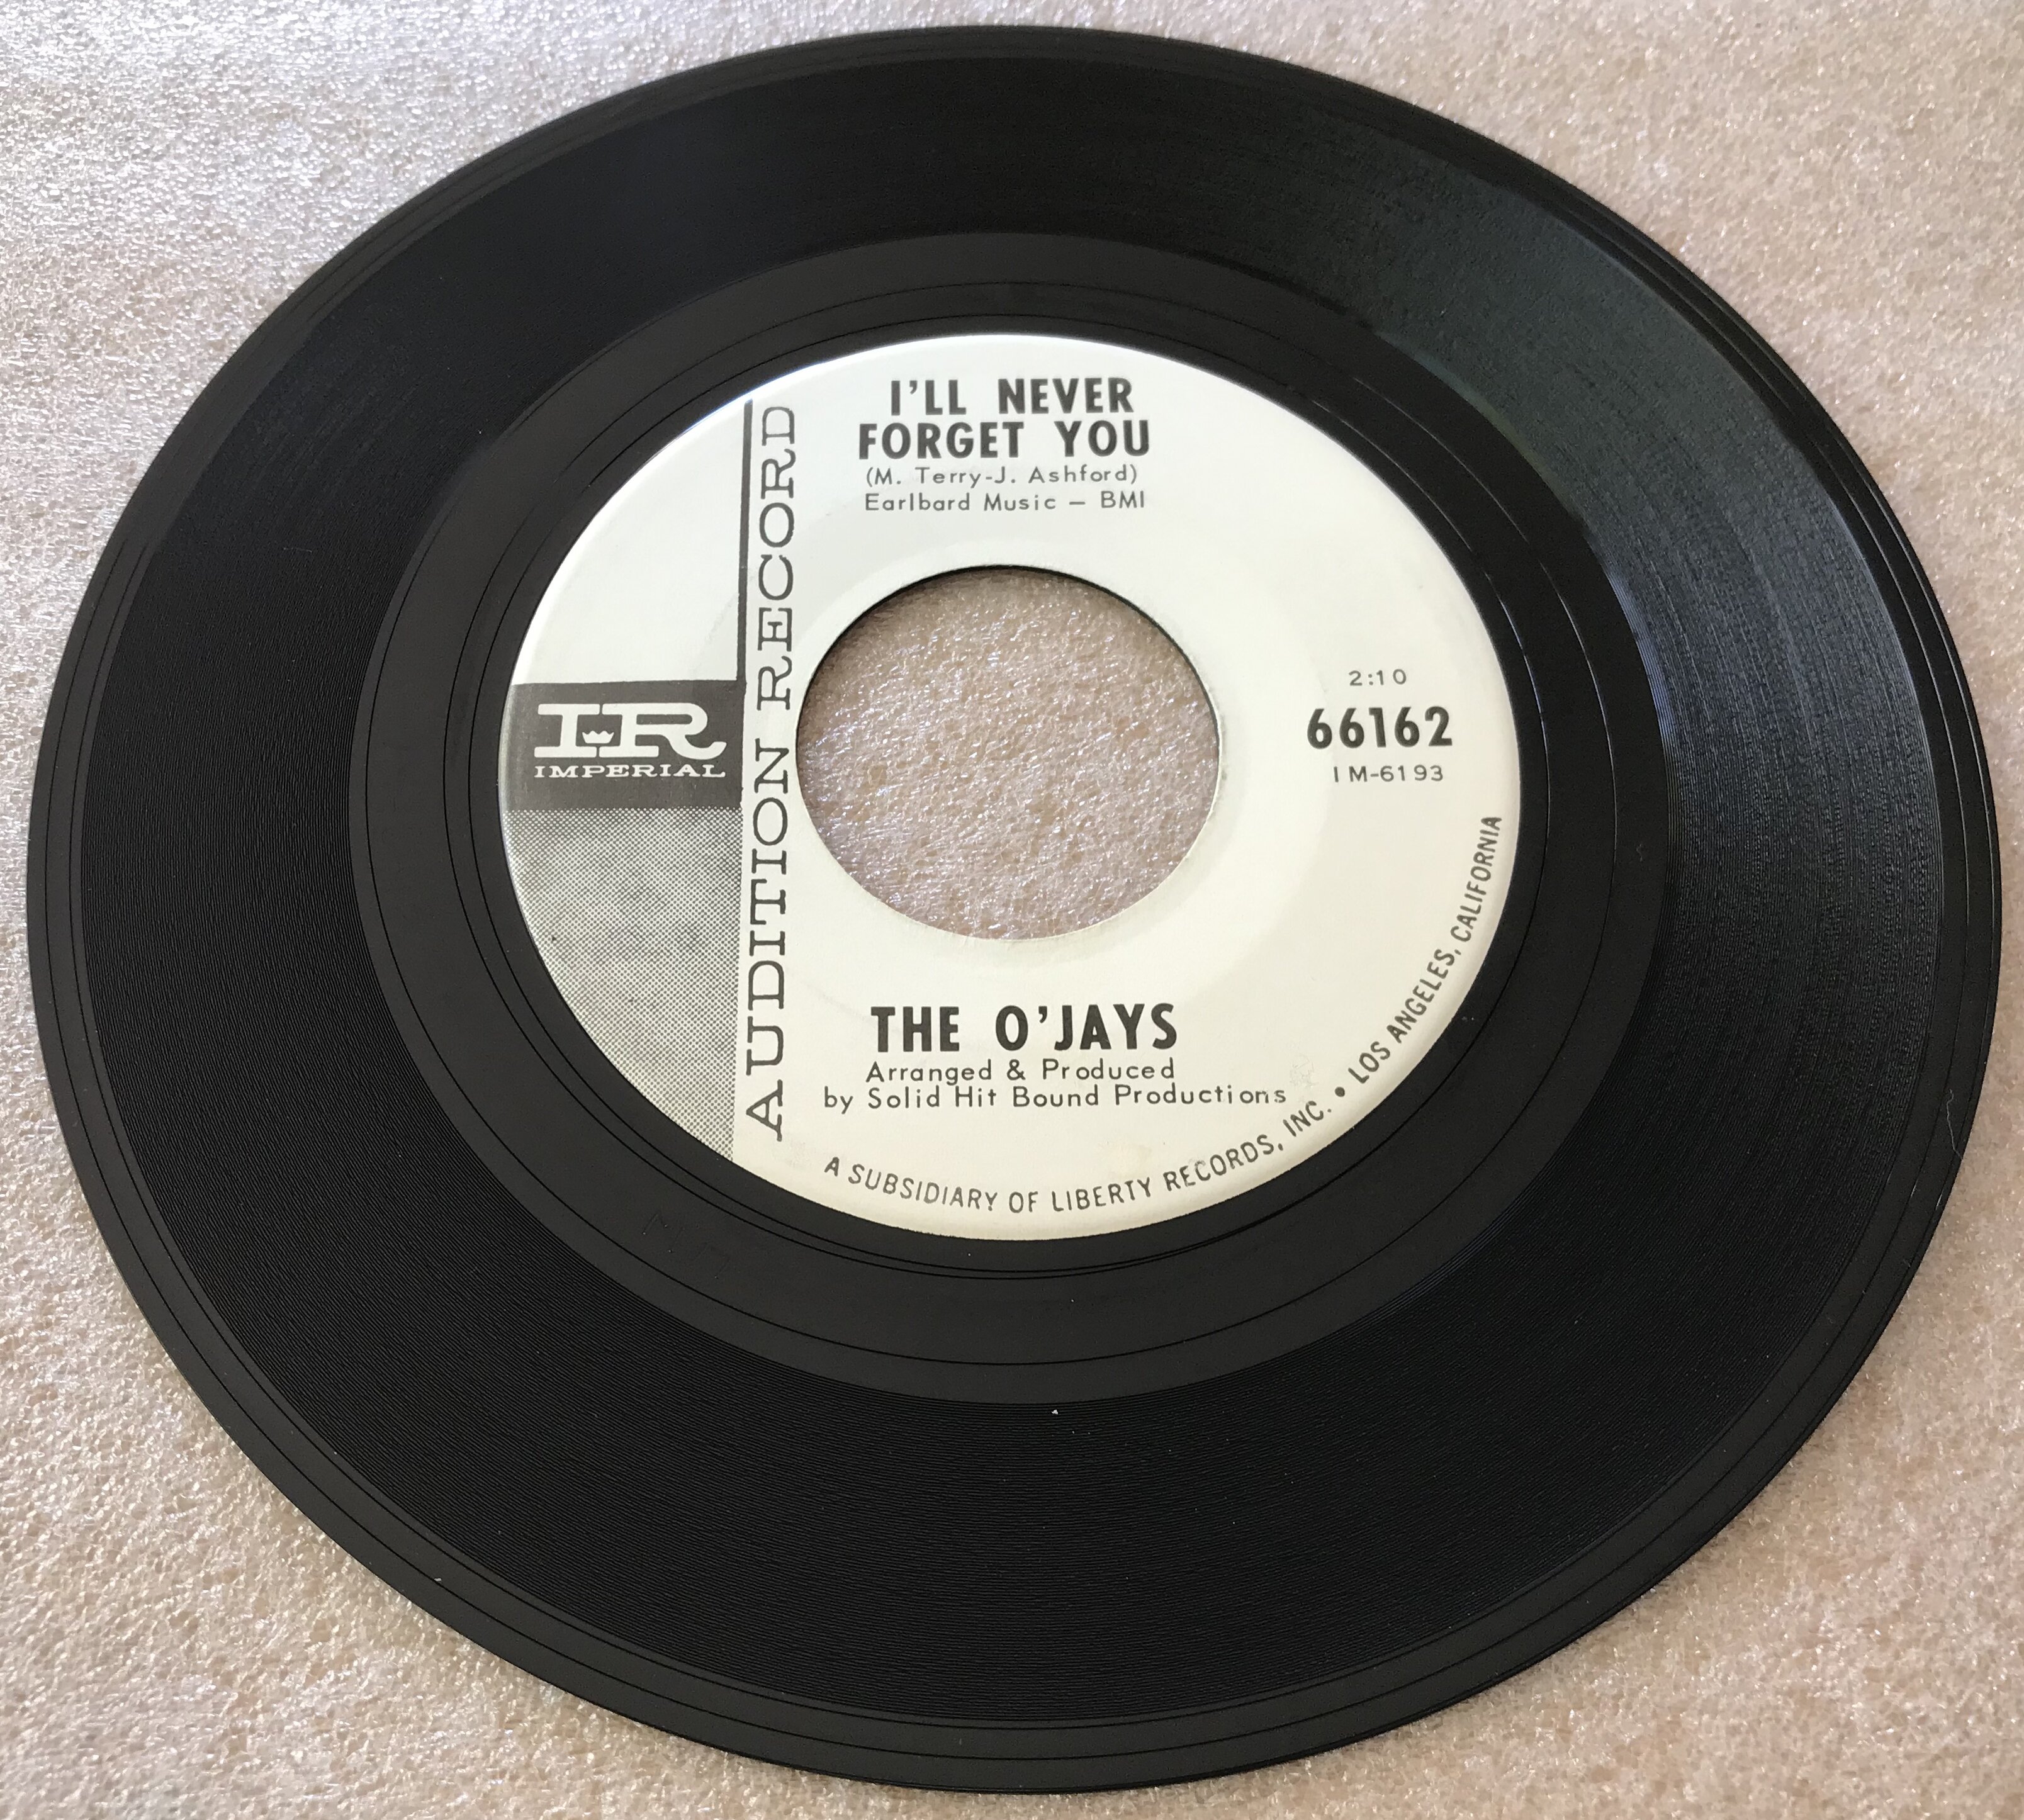 I'LL NEVER
FORGET YOU
(M. Terry-J. Ashford)
Earlbard Music – BMI
AUDITION RECORD
IR
IMPERIAL
2:10
66162
IM-6193
THE O'JAYS
Arranged & Produced
by Solid Hit Bound Productions
A SUBSIDIARY OF LIBERTY RECORDS, INC. • LOS ANGELES, CALIFORNIA